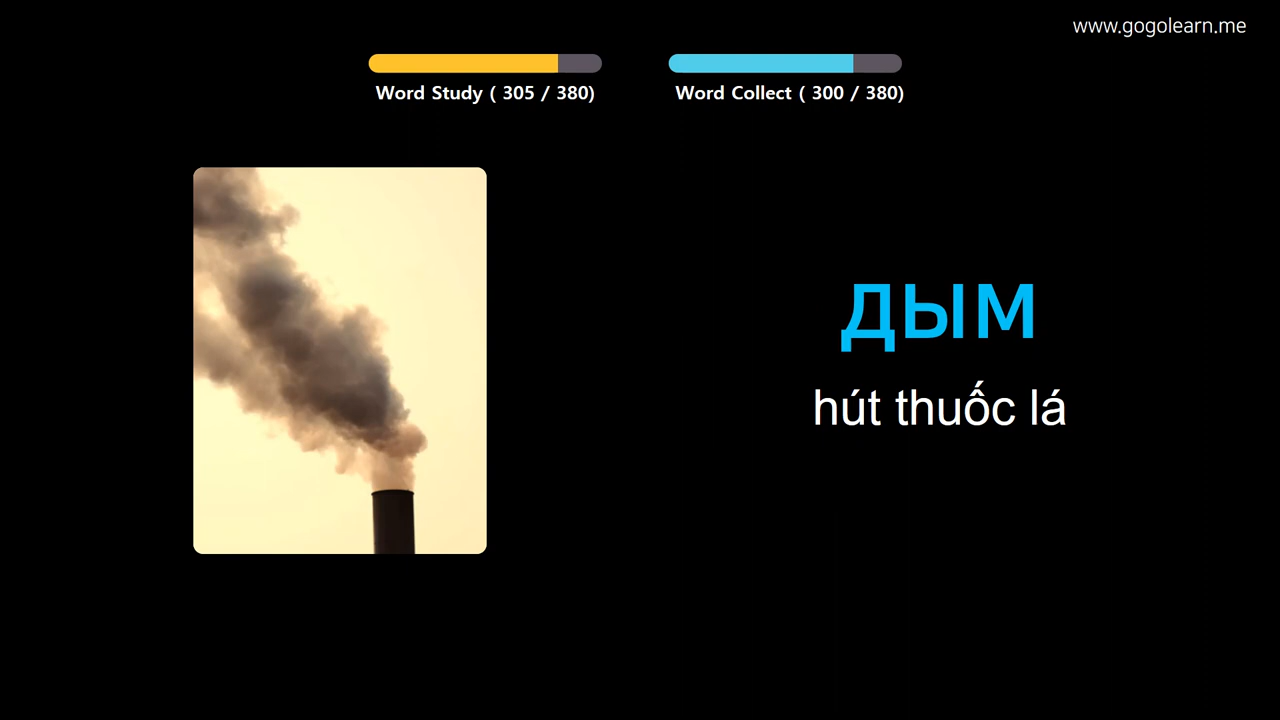 www.gogolearn.me
Word Study ( 305 / 380)
Word Collect ( 300 / 380)
дым
hút thuốc lá